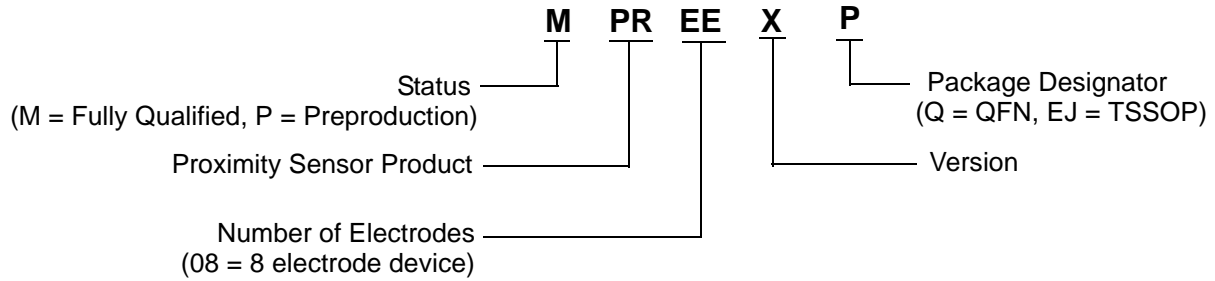 M PR EE X P
Status
(M = Fully Qualified, P = Preproduction)
Package Designator
(Q = QFN, EJ = TSSOP)
Proximity Sensor Product
Version
Number of Electrodes
(08 = 8 electrode device)